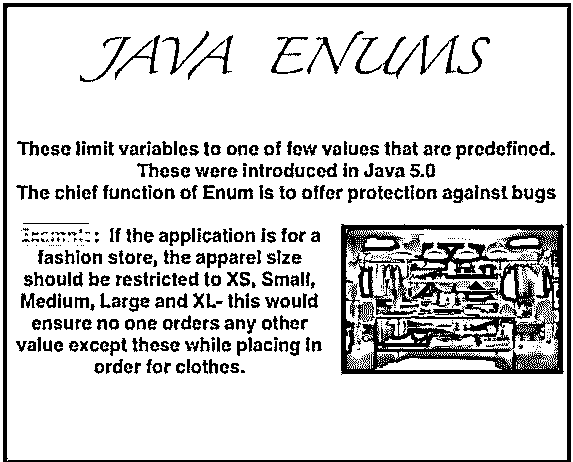 JAVA ENUMS
These limit variables to one of few values that are predefined.
These were introduced in Java 5.0
The chief function of Enum is to offer protection against bugs
Example: If the application is for a
fashion store, the apparel size
should be restricted to XS, Small,
Medium, Large and XL- this would
ensure no one orders any other
value except these while placing in
order for clothes.